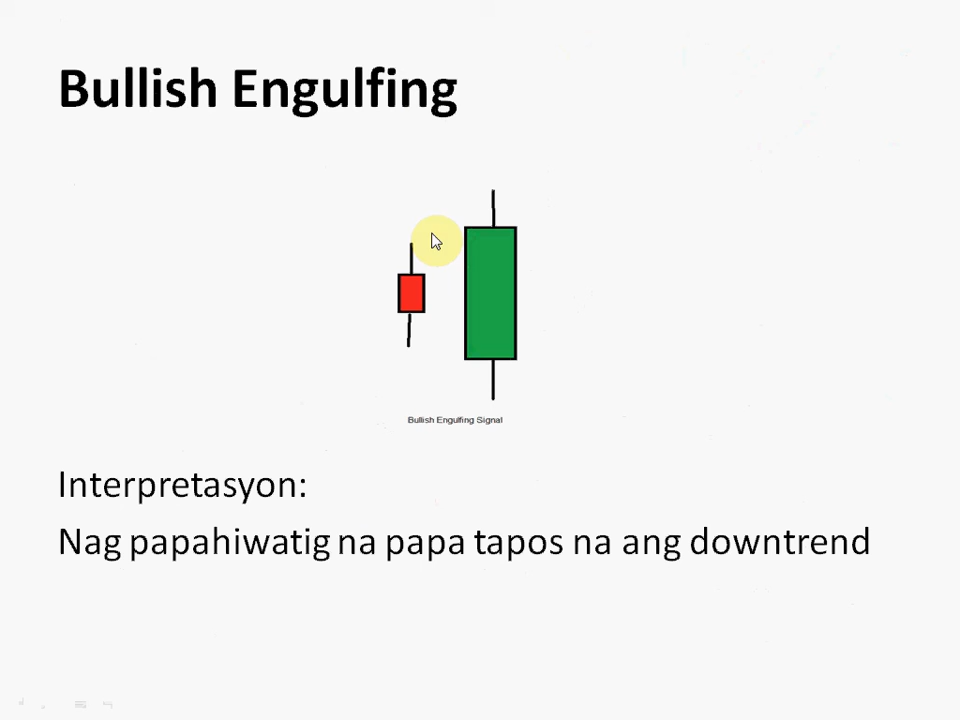 Bullish Engulfing
Bullish Engulfing Signal
Interpretasyon:
Nag papahiwatig na papa tapos na ang downtrend